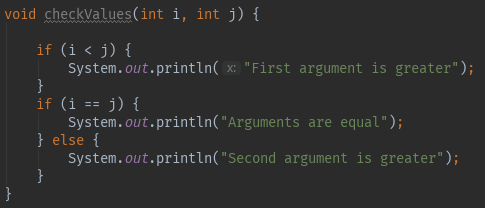 void checkValues(int i, int j) {
if (i < j) {
System.out.println( x: "First argument is greater");
}
if (i == j) {
System.out.println("Arguments are equal");
} else {
System.out.println("Second argument is greater");
}
}